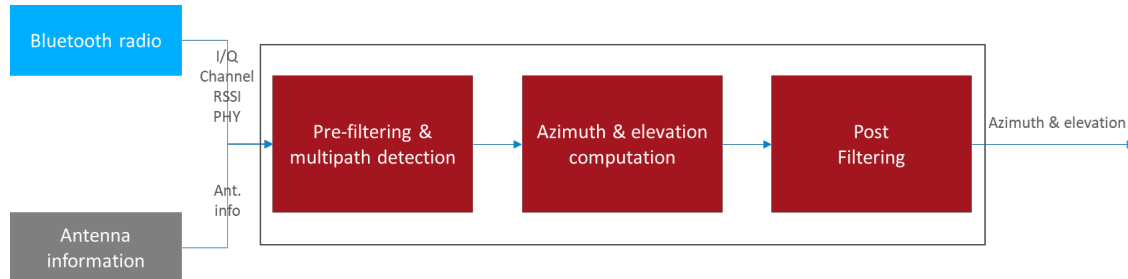 Bluetooth radio
I/Q
Channel
RSSI
PHY
Pre-filtering &
multipath detection
Azimuth & elevation
computation
Post
Filtering
Azimuth & elevation
Ant.
info
Antenna
information